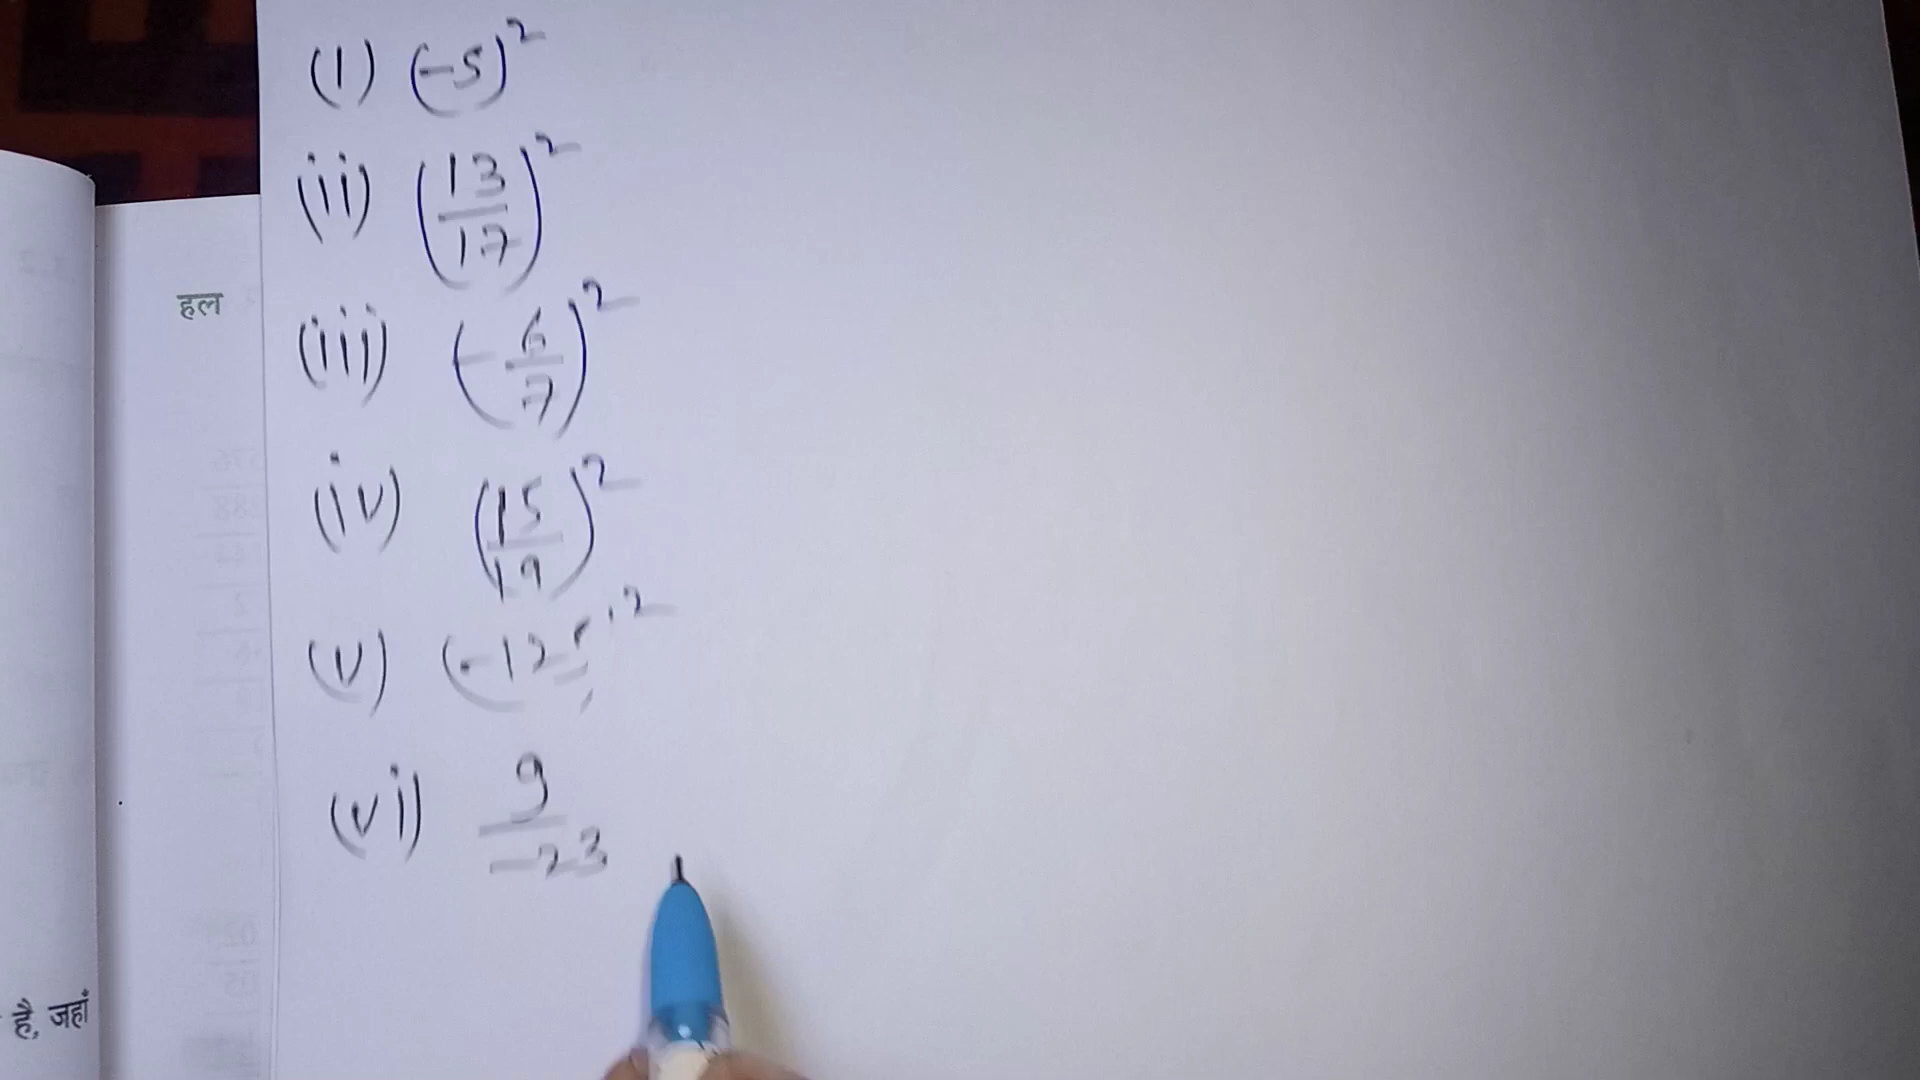 (i) (-5)²
(ii) (13/17)²
(iii) (-6/7)²
(iv) (15/19)²
(v) (-12
(vi) 9/-23
हल
है, जहाँ